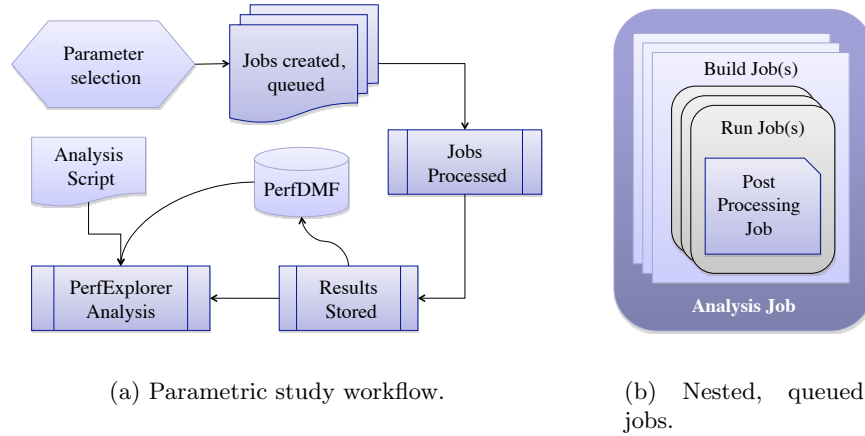 Parameter
selection
Jobs created,
queued
Analysis
Script
PerfDMF
Jobs
Processed
PerfExplorer
Analysis
Results
Stored
(a) Parametric study workflow.
Build Job(s)
Run Job(s)
Post
Processing
Job
Analysis Job
(b) Nested, queued
jobs.